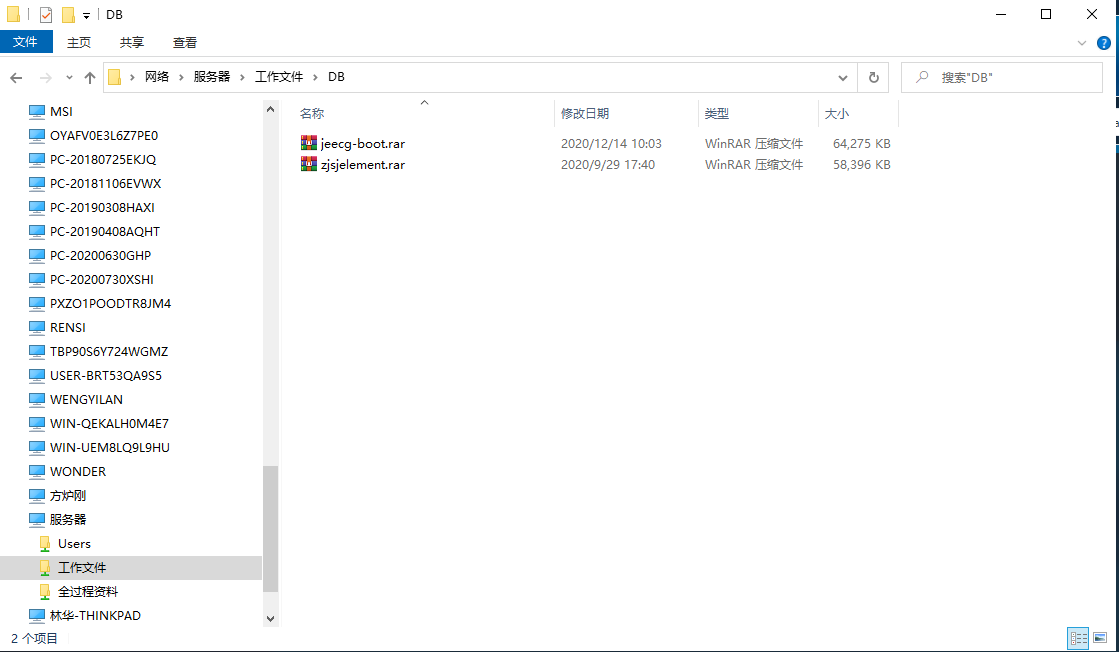 DB
文件 主页 共享 查看
网络 服务器 工作文件 DB 搜索"DB"
名称 修改日期 类型 大小
jeecg-boot.rar 2020/12/14 10:03 WinRAR 压缩文件 64,275 KB
zjsjelement.rar 2020/9/29 17:40 WinRAR 压缩文件 58,396 KB
MSI
OYAFV0E3L6Z7PE0
PC-20180725EKJQ
PC-20181106EVWX
PC-20190308HAXI
PC-20190408AQHT
PC-20200630GHP
PC-20200730XSHI
PXZO1POODTR8JM4
RENSI
TBP90S6Y724WGMZ
USER-BRT53QA9S5
WENGYILAN
WIN-QEKALH0M4E7
WIN-UEM8LQ9L9HU
WONDER
方炉刚
服务器
Users
工作文件
全过程资料
林华-THINKPAD
2 个项目